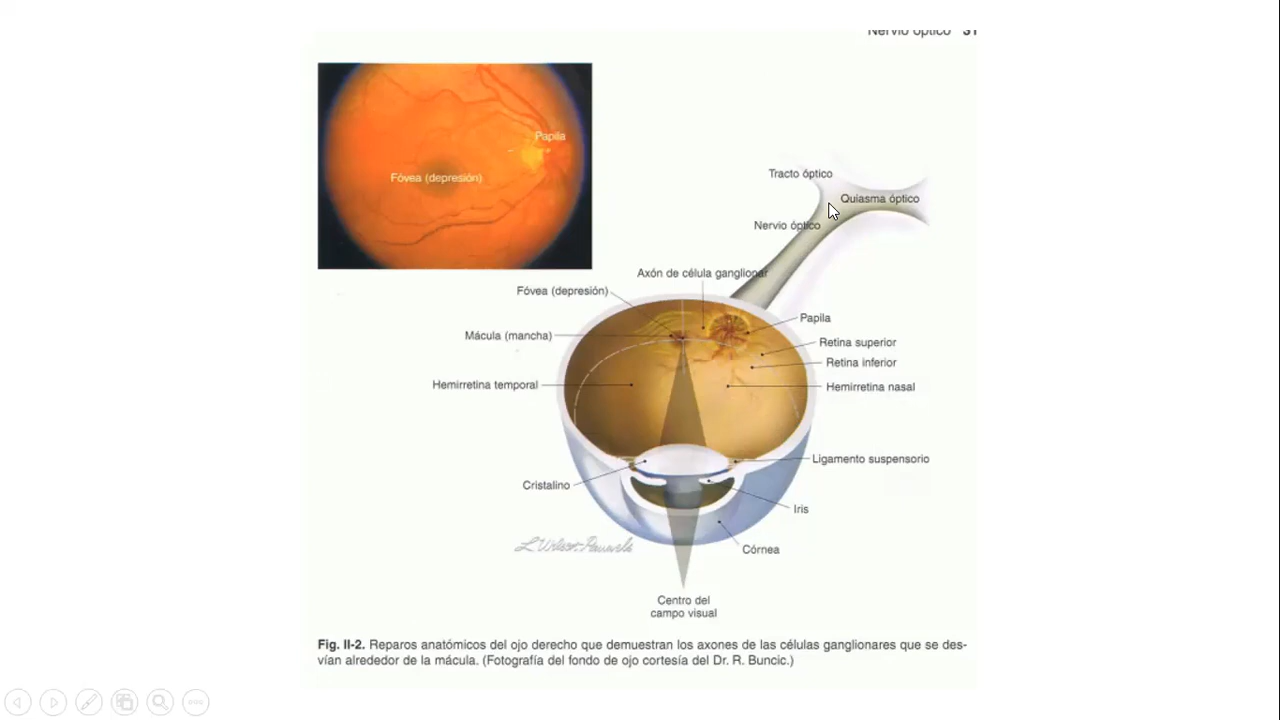 Nervio óptico 31
Papila
Fóvea (depresión)
Tracto óptico
Quiasma óptico
Nervio óptico
Axón de célula ganglionar
Fóvea (depresión)
Papila
Mácula (mancha)
Retina superior
Retina inferior
Hemirretina temporal
Hemirretina nasal
Ligamento suspensorio
Cristalino
Iris
Córnea
Centro del
campo visual
Fig. II-2. Reparos anatómicos del ojo derecho que demuestran los axones de las células ganglionares que se des-
vían alrededor de la mácula. (Fotografía del fondo de ojo cortesía del Dr. R. Buncic.)